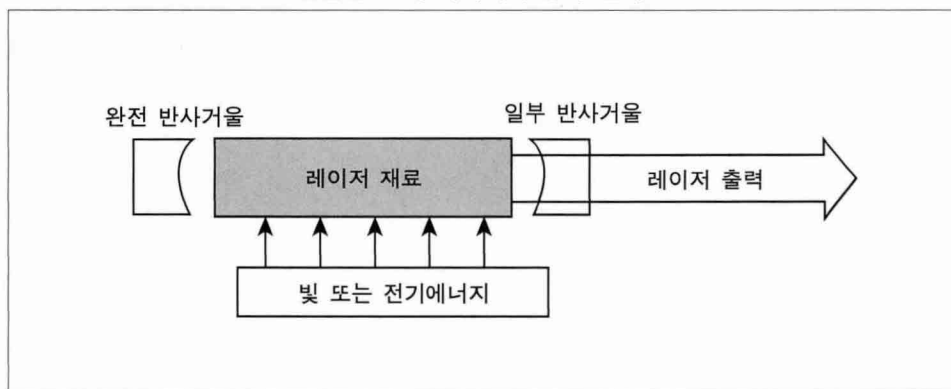 완전 반사거울
일부 반사거울
레이저 재료
레이저 출력
빛 또는 전기에너지